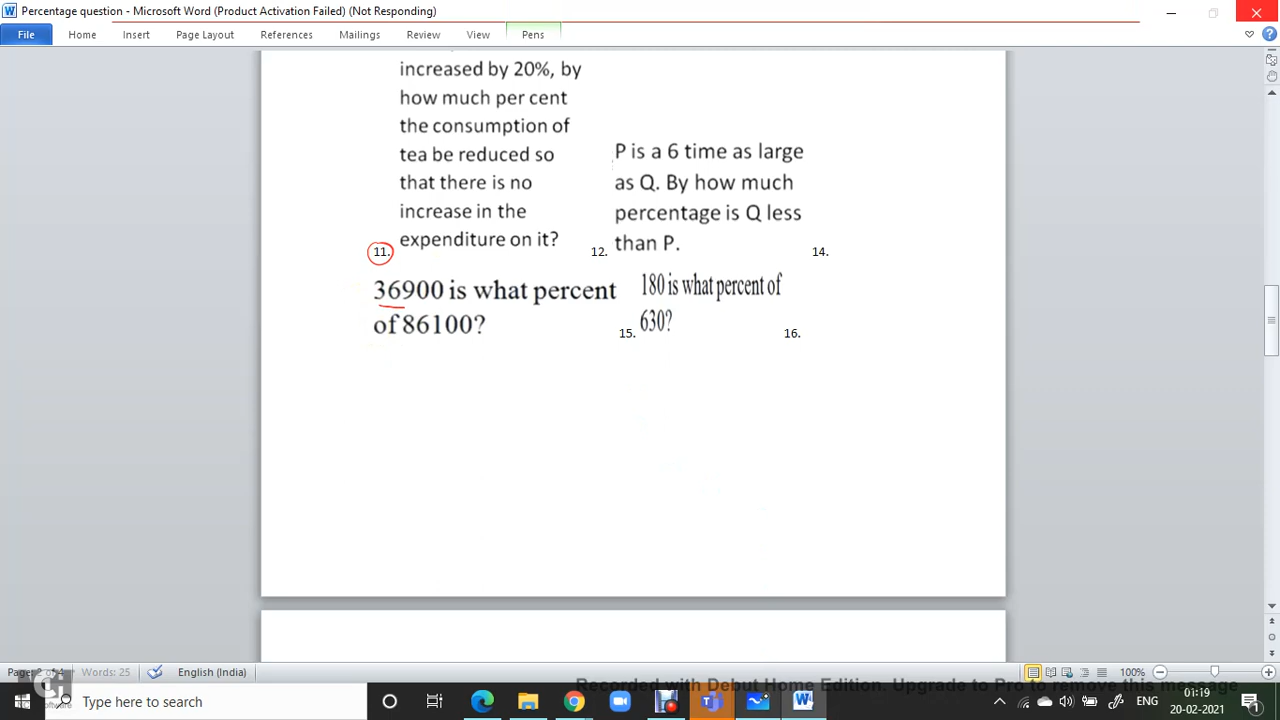 Percentage question - Microsoft Word (Product Activation Failed) (Not Responding)
File Home Insert Page Layout References Mailings Review View Pens
increased by 20%, by
how much per cent
the consumption of
tea be reduced so
that there is no
increase in the
expenditure on it?
11.
P is a 6 time as large
as Q. By how much
percentage is Q less
than P.
12.
14.
36900 is what percent
of 86100?
15.
180 is what percent of
630?
16.
Words: 25 English (India) 100%
Recorded with Debut Home Edition. Upgrade to Pro to remove this message
Type here to search
ENG
01:19
20-02-2021